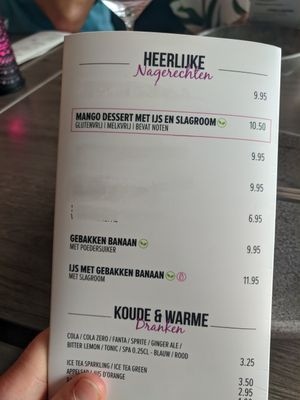 HEERLIJKE
Nagerechten
9.95
MANGO DESSERT MET IJS EN SLAGROOM 10.50
GLUTENVRIJ | MELKVRIJ | BEVAT NOTEN
9.95
9.95
6.95
GEBAKKEN BANAAN 9.95
MET POEDERSUIKER
IJS MET GEBAKKEN BANAAN 11.95
MET SLAGROOM
KOUDE & WARME
Dranken
COLA / COLA ZERO / FANTA / SPRITE / GINGER ALE /
BITTER LEMON / TONIC / SPA 0.25CL - BLAUW / ROOD 3.25
ICE TEA SPARKLING / ICE TEA GREEN 3.50
D'ORANGE 2.95